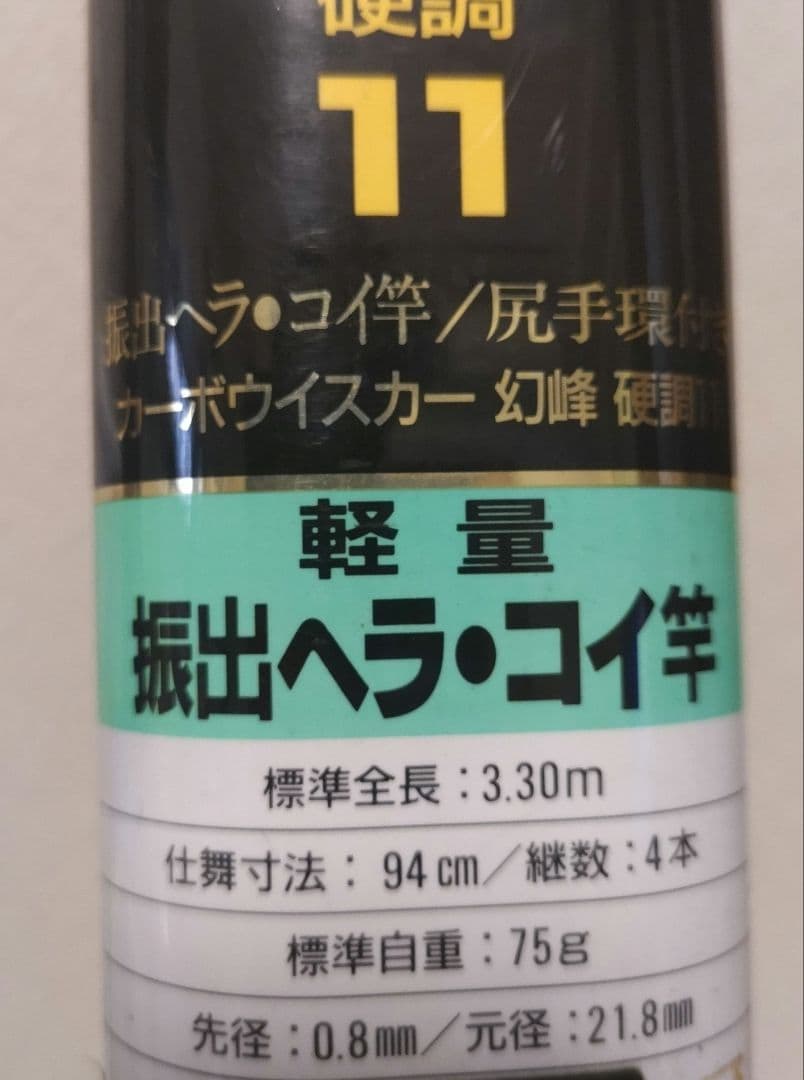 硬調
11
振出ヘラ・コイ竿/尻手環付き
カーボウイスカー 幻峰 硬調11
軽量
振出ヘラ・コイ竿
標準全長:3.30m
仕舞寸法: 94cm/継数:4本
標準自重:75g
先径:0.8mm/元径:21.8mm